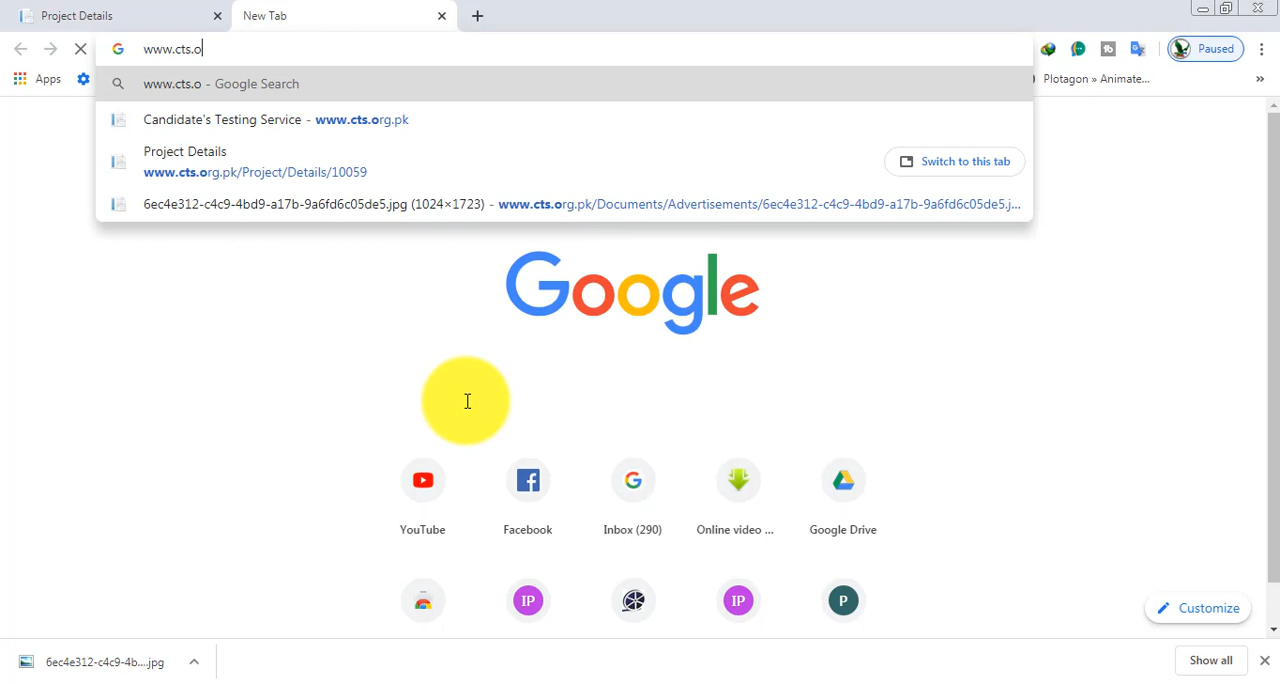 Project Details
New Tab
www.cts.o
Paused
Apps
Plotagon » Animate...
»
www.cts.o - Google Search
Candidate's Testing Service - www.cts.org.pk
Project Details
www.cts.org.pk/Project/Details/10059
Switch to this tab
6ec4e312-c4c9-4bd9-a17b-9a6fd6c05de5.jpg (1024×1723) - www.cts.org.pk/Documents/Advertisements/6ec4e312-c4c9-4bd9-a17b-9a6fd6c05de5.j...
Google
YouTube
Facebook
Inbox (290)
Online video ...
Google Drive
IP
IP
P
Customize
6ec4e312-c4c9-4b....jpg
Show all